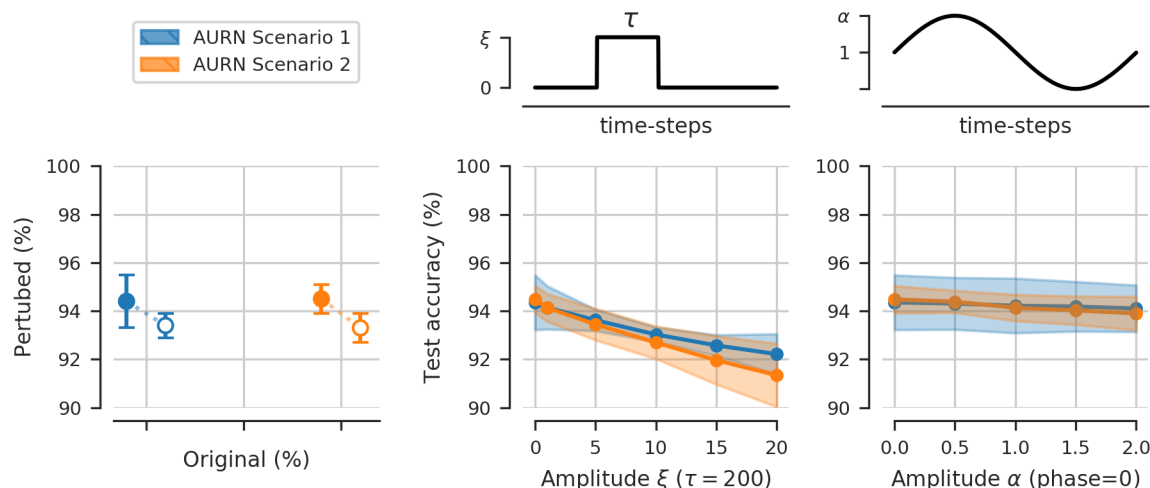 AURN Scenario 1
AURN Scenario 2
τ
ξ
0
time-steps
α
1
time-steps
Pertubed (%)
100
98
96
94
92
90
Original (%)
Test accuracy (%)
100
98
96
94
92
90
0 5 10 15 20
Amplitude ξ (τ = 200)
100
98
96
94
92
90
0.0 0.5 1.0 1.5 2.0
Amplitude α (phase=0)